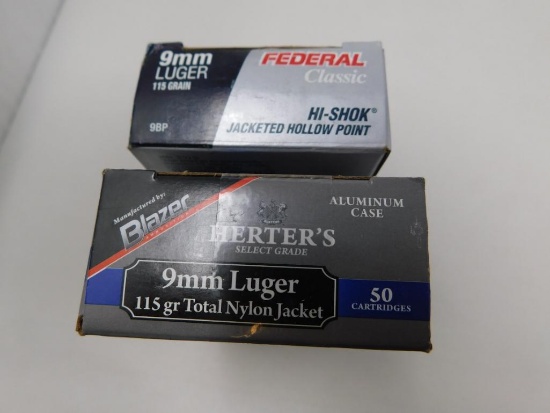 9mm
LUGER
115 GRAIN
9BP
FEDERAL
Classic
HI-SHOK®
JACKETED HOLLOW POINT
Manufactured by:
Blazer
ALUMINUM
CASE
HERTER'S
SELECT GRADE
9mm Luger
115 gr Total Nylon Jacket
50
CARTRIDGES